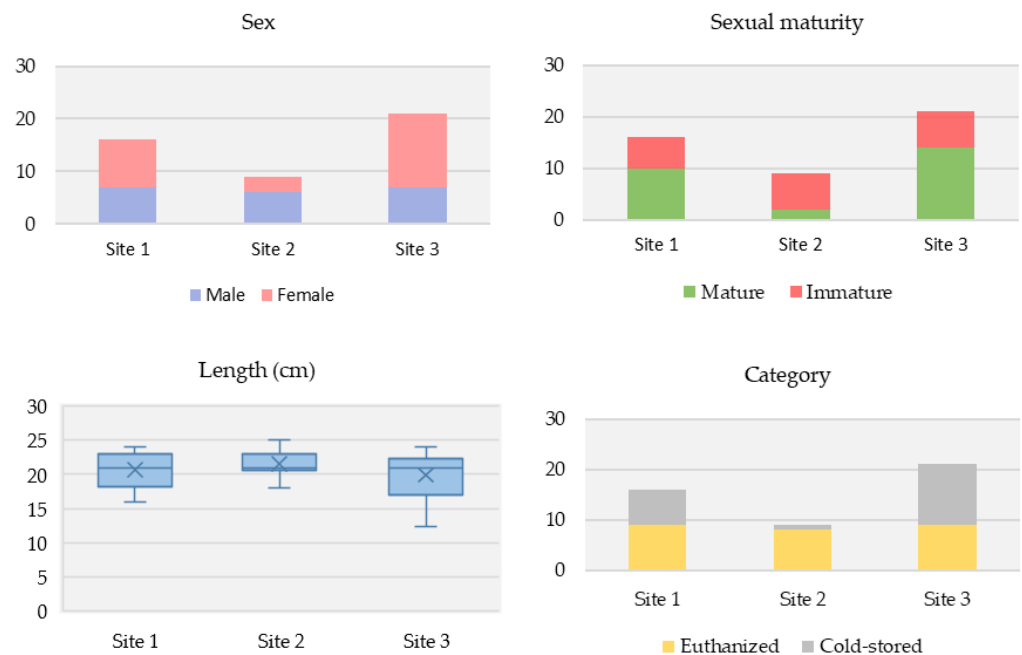 Sex
30
20
10
0
Site 1 Site 2 Site 3
Male Female
Sexual maturity
30
20
10
0
Site 1 Site 2 Site 3
Mature Immature
Length (cm)
30
25
20
15
10
5
0
Site 1 Site 2 Site 3
Category
30
20
10
0
Site 1 Site 2 Site 3
Euthanized Cold-stored